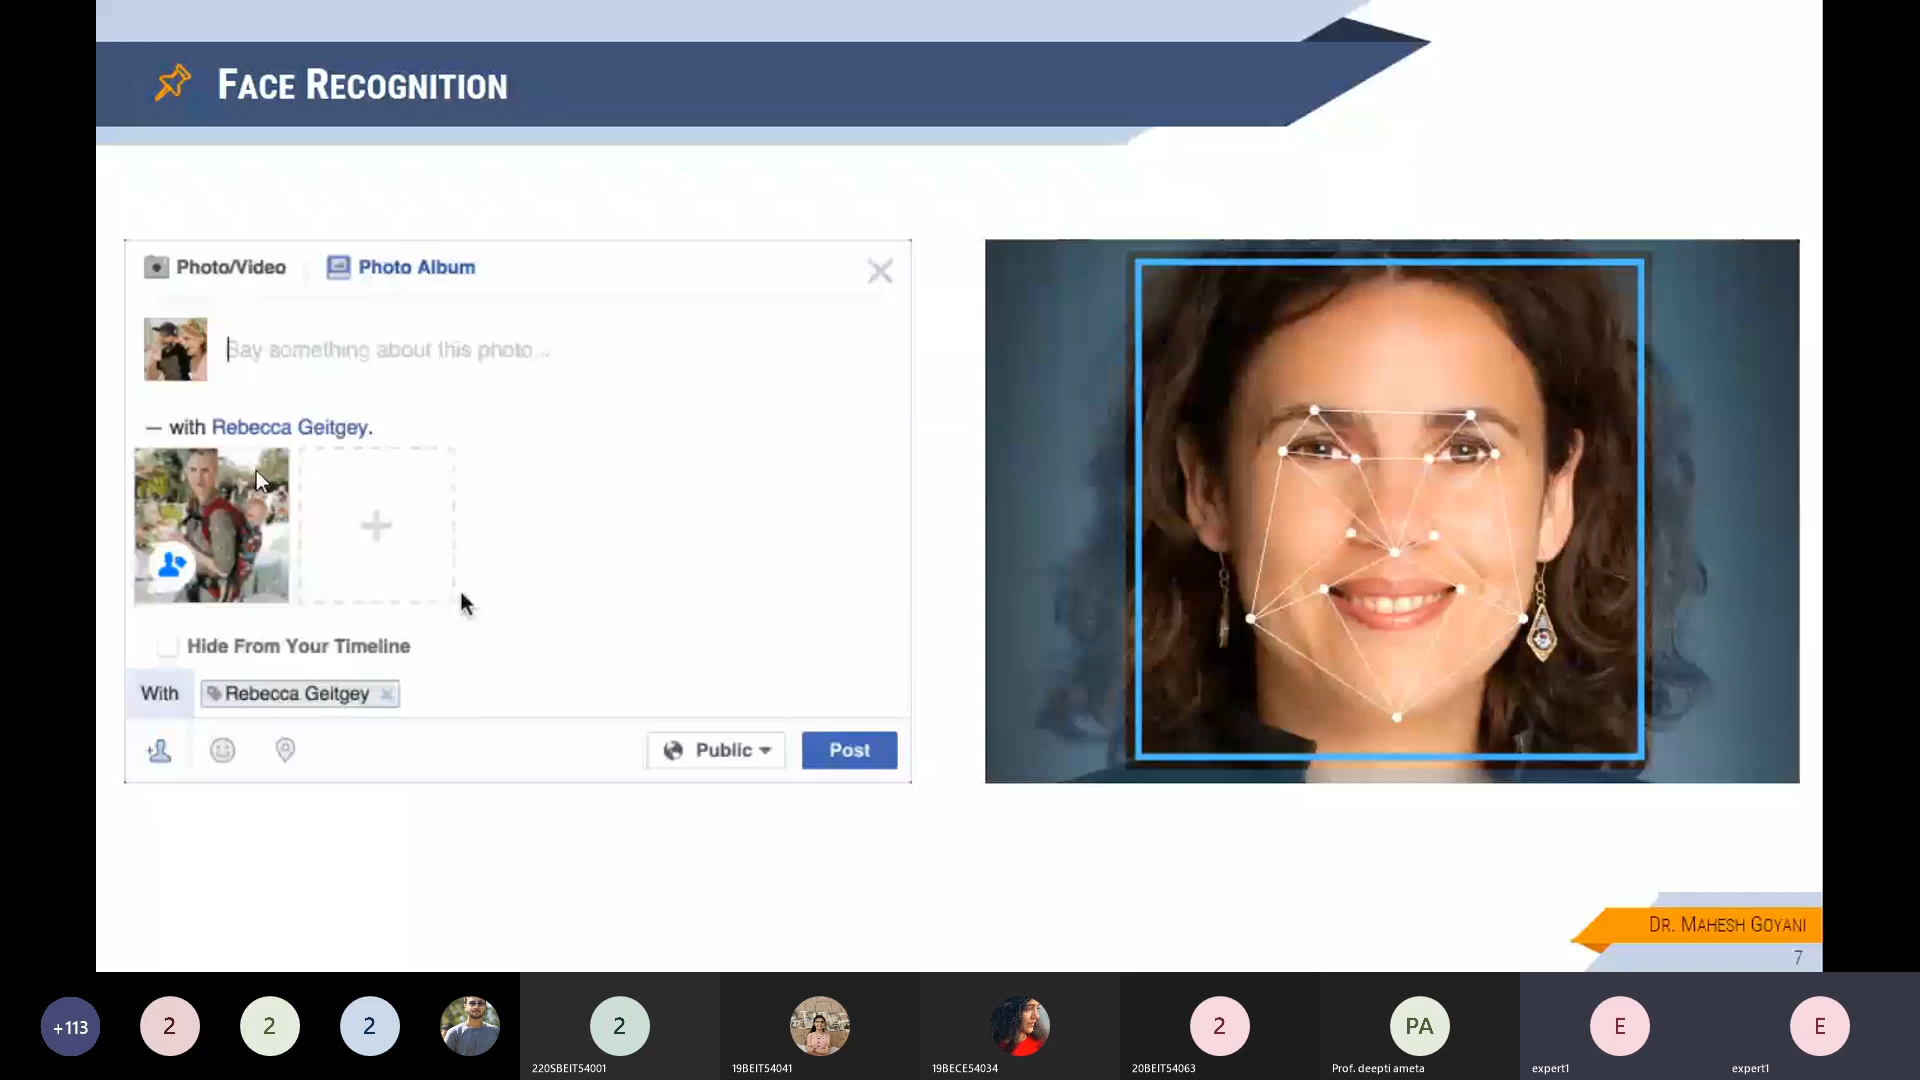 FACE RECOGNITION
Photo/Video
Photo Album
Say something about this photo...
— with Rebecca Geitgey.
Hide From Your Timeline
With
Rebecca Geitgey
Public
Post
DR. MAHESH GOYANI
7
+113
2
2
2
2
2
PA
E
E
220SBEIT54001
19BEIT54041
19BECE54034
20BEIT54063
Prof. deepti ameta
expert1
expert1